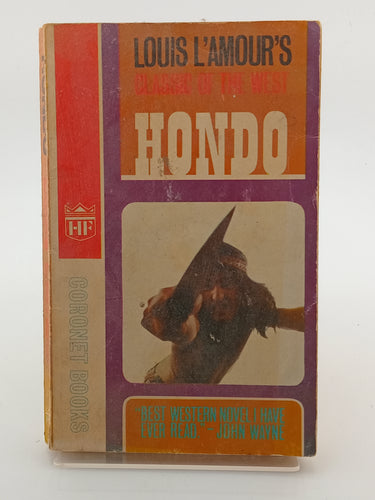 LOUIS L'AMOUR'S
CLASSIC OF THE WEST
HONDO
HF
CORONET BOOKS
"BEST WESTERN NOVEL I HAVE
EVER READ" - JOHN WAYNE